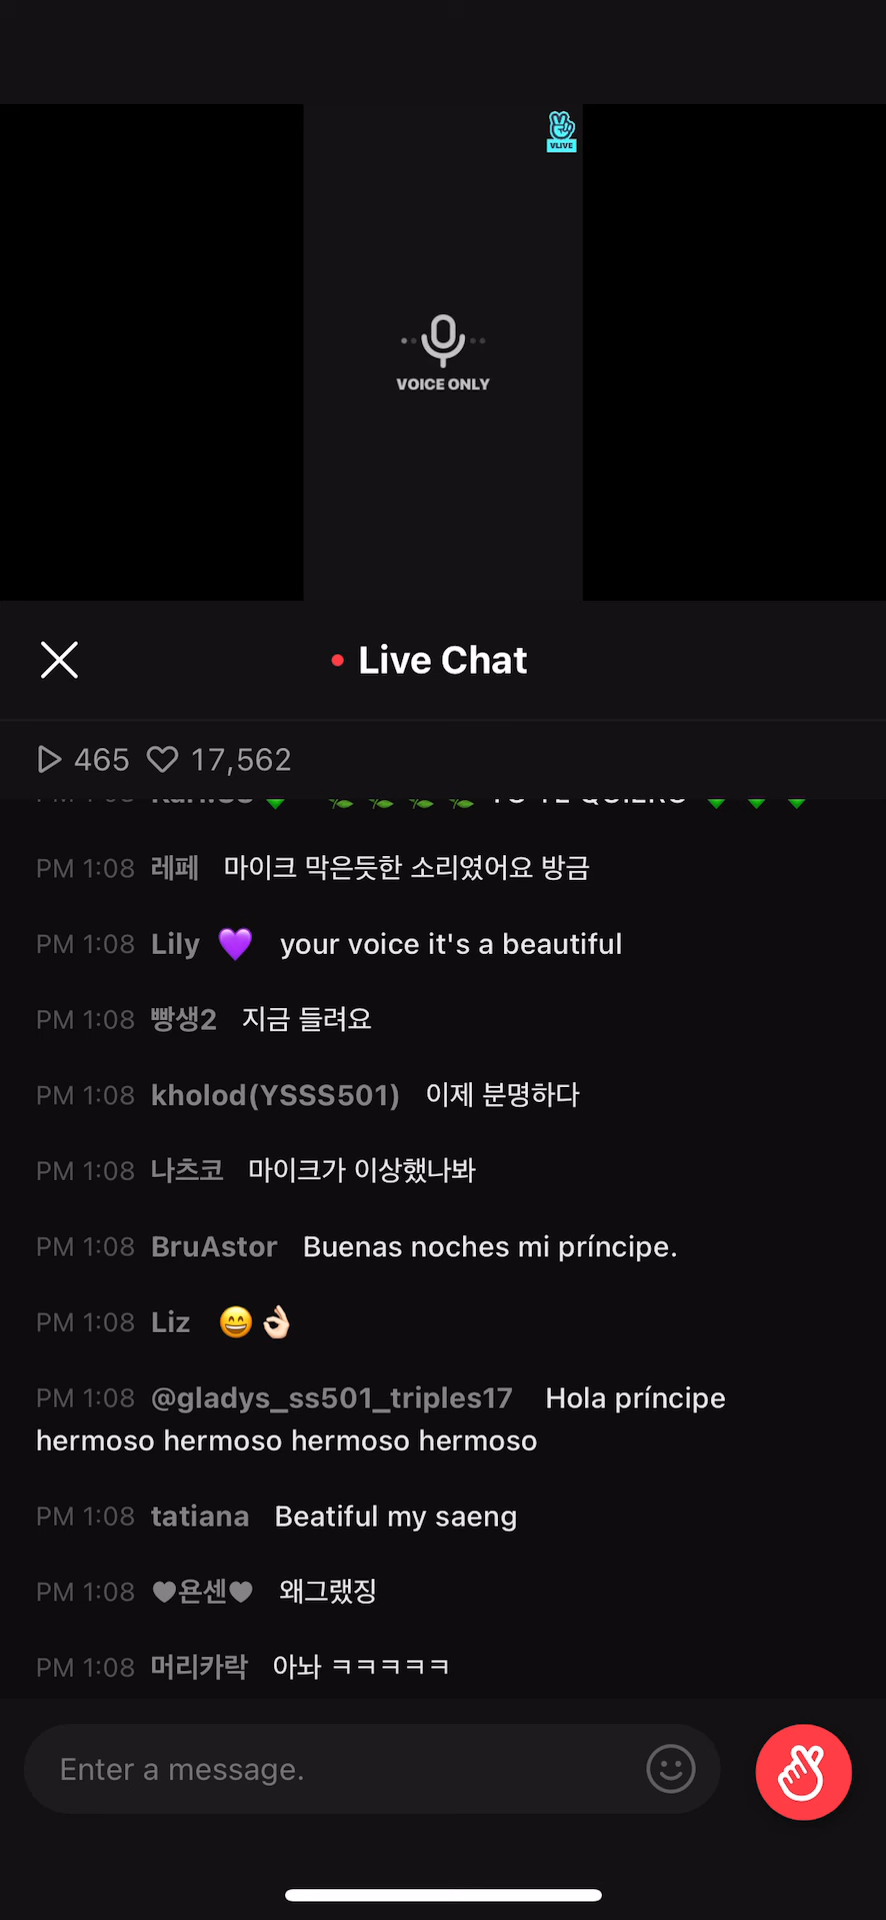 VLIVE
VOICE ONLY
Live Chat
465 17,562
PM 1:08 레페 마이크 막은듯한 소리였어요 방금
PM 1:08 Lily 💜 your voice it's a beautiful
PM 1:08 빵생2 지금 들려요
PM 1:08 kholod(YSSS501) 이제 분명하다
PM 1:08 나츠코 마이크가 이상했나봐
PM 1:08 BruAstor Buenas noches mi príncipe.
PM 1:08 Liz 😄👌🏻
PM 1:08 @gladys_ss501_triples17 Hola príncipe
hermoso hermoso hermoso hermoso
PM 1:08 tatiana Beatiful my saeng
PM 1:08 ♥욘센♥ 왜그랬징
PM 1:08 머리카락 아놔 ㅋㅋㅋㅋㅋ
Enter a message.